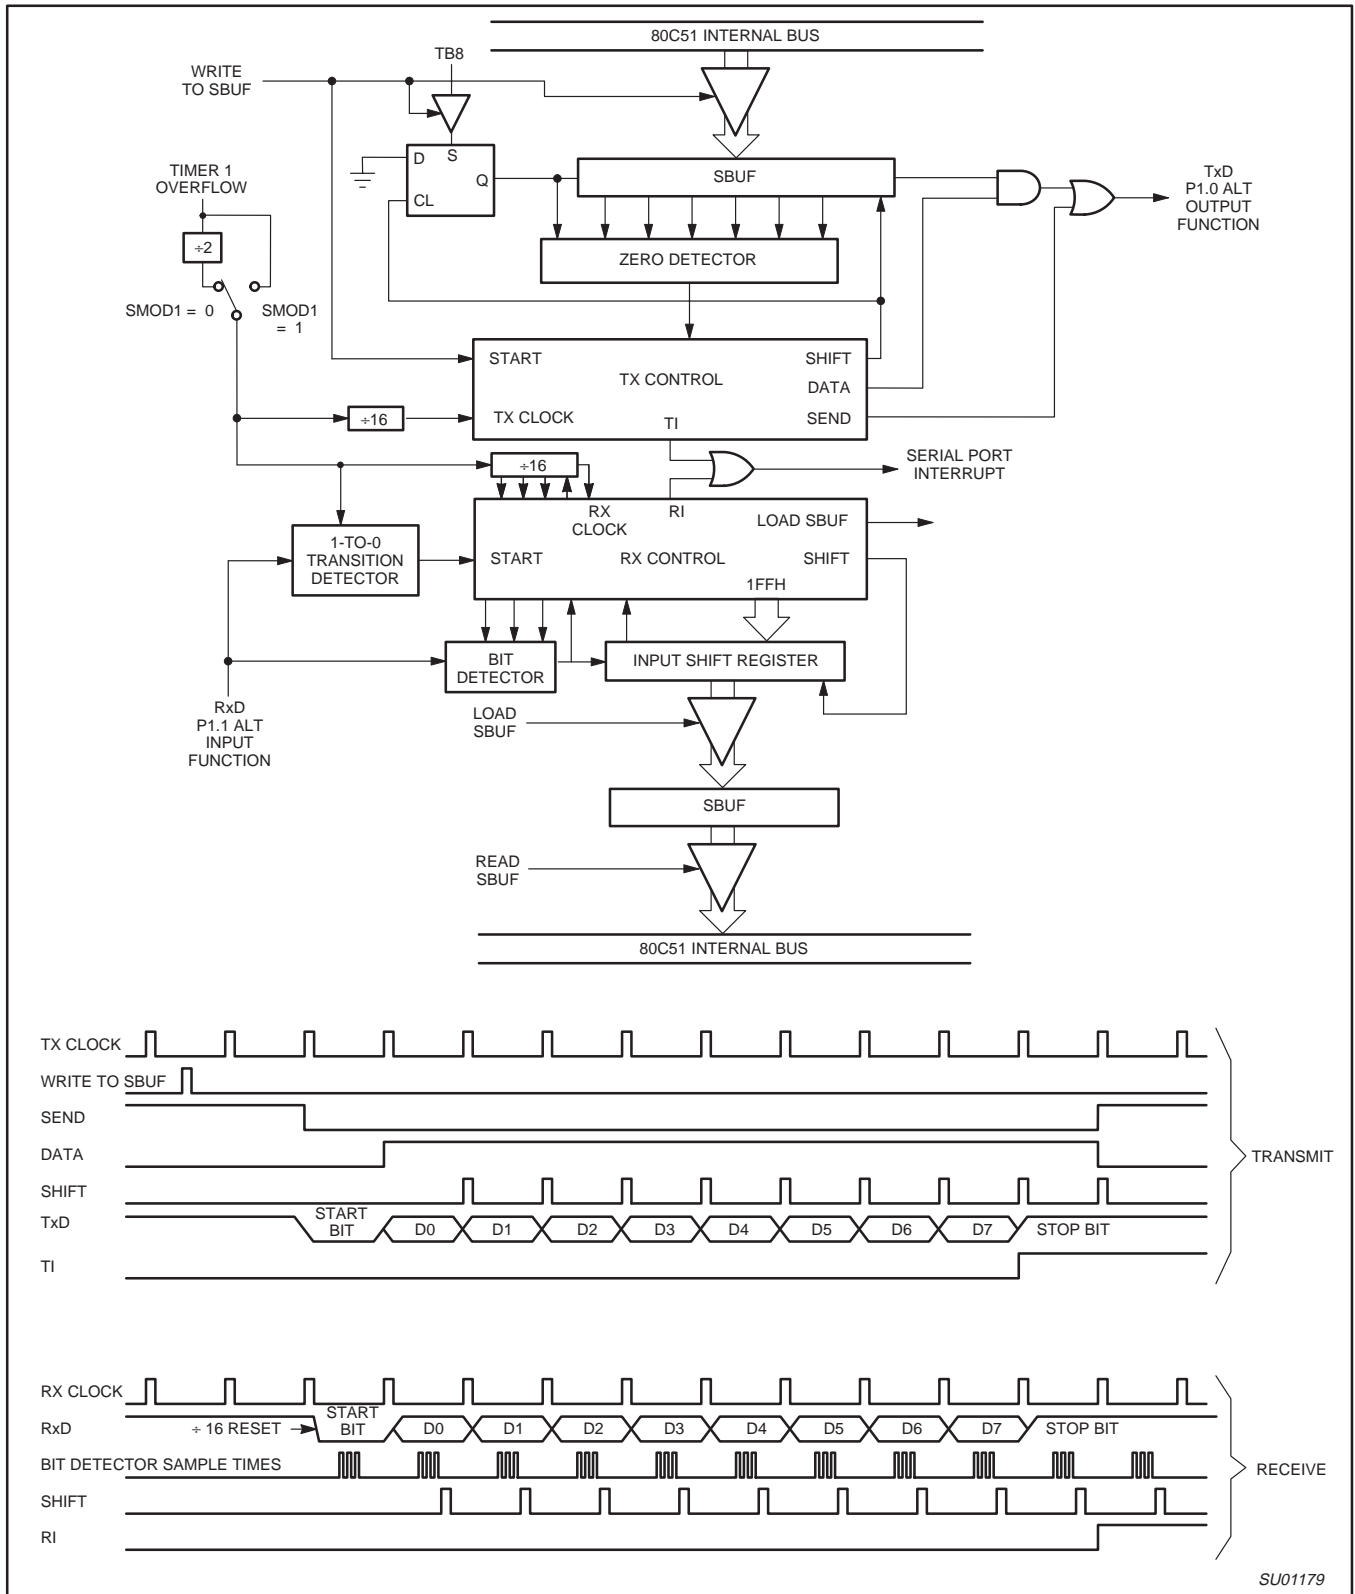 80C51 INTERNAL BUS
TB8
WRITE
TO SBUF
D
S
Q
CL
SBUF
TxD
P1.0 ALT
OUTPUT
FUNCTION
TIMER 1
OVERFLOW
÷2
ZERO DETECTOR
SMOD1 = 0
SMOD1
= 1
START
SHIFT
TX CONTROL
DATA
TX CLOCK
TI
SEND
÷16
SERIAL PORT
INTERRUPT
÷16
RX
CLOCK
RI
LOAD SBUF
1-TO-0
TRANSITION
DETECTOR
START
RX CONTROL
SHIFT
1FFH
BIT
DETECTOR
INPUT SHIFT REGISTER
RxD
P1.1 ALT
INPUT
FUNCTION
LOAD
SBUF
SBUF
READ
SBUF
80C51 INTERNAL BUS
TX CLOCK
WRITE TO SBUF
SEND
DATA
TRANSMIT
SHIFT
TxD
START
BIT
D0 D1 D2 D3 D4 D5 D6 D7 STOP BIT
TI
RX CLOCK
RxD
÷ 16 RESET
START
BIT
D0 D1 D2 D3 D4 D5 D6 D7 STOP BIT
BIT DETECTOR SAMPLE TIMES
RECEIVE
SHIFT
RI
SU01179